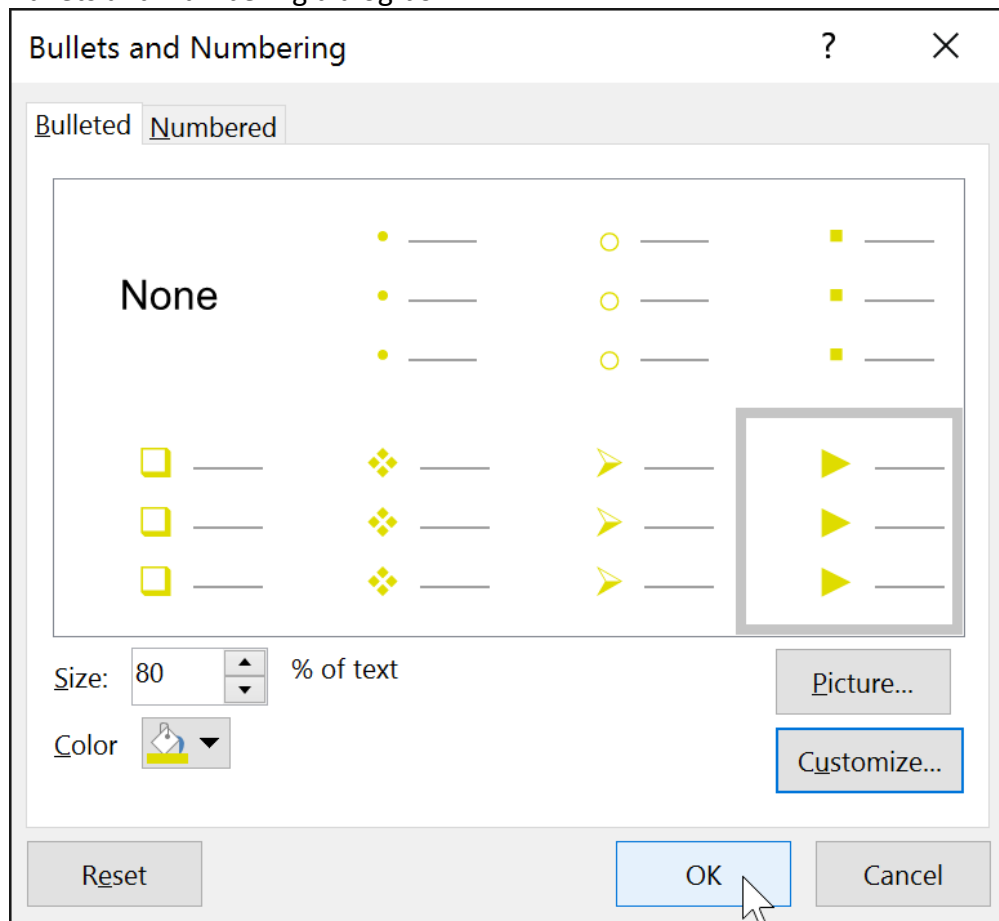 Bullets and Numbering ?
Bulleted Numbered
None
Size: 80 % of text
Picture...
Color
Customize...
Reset OK Cancel